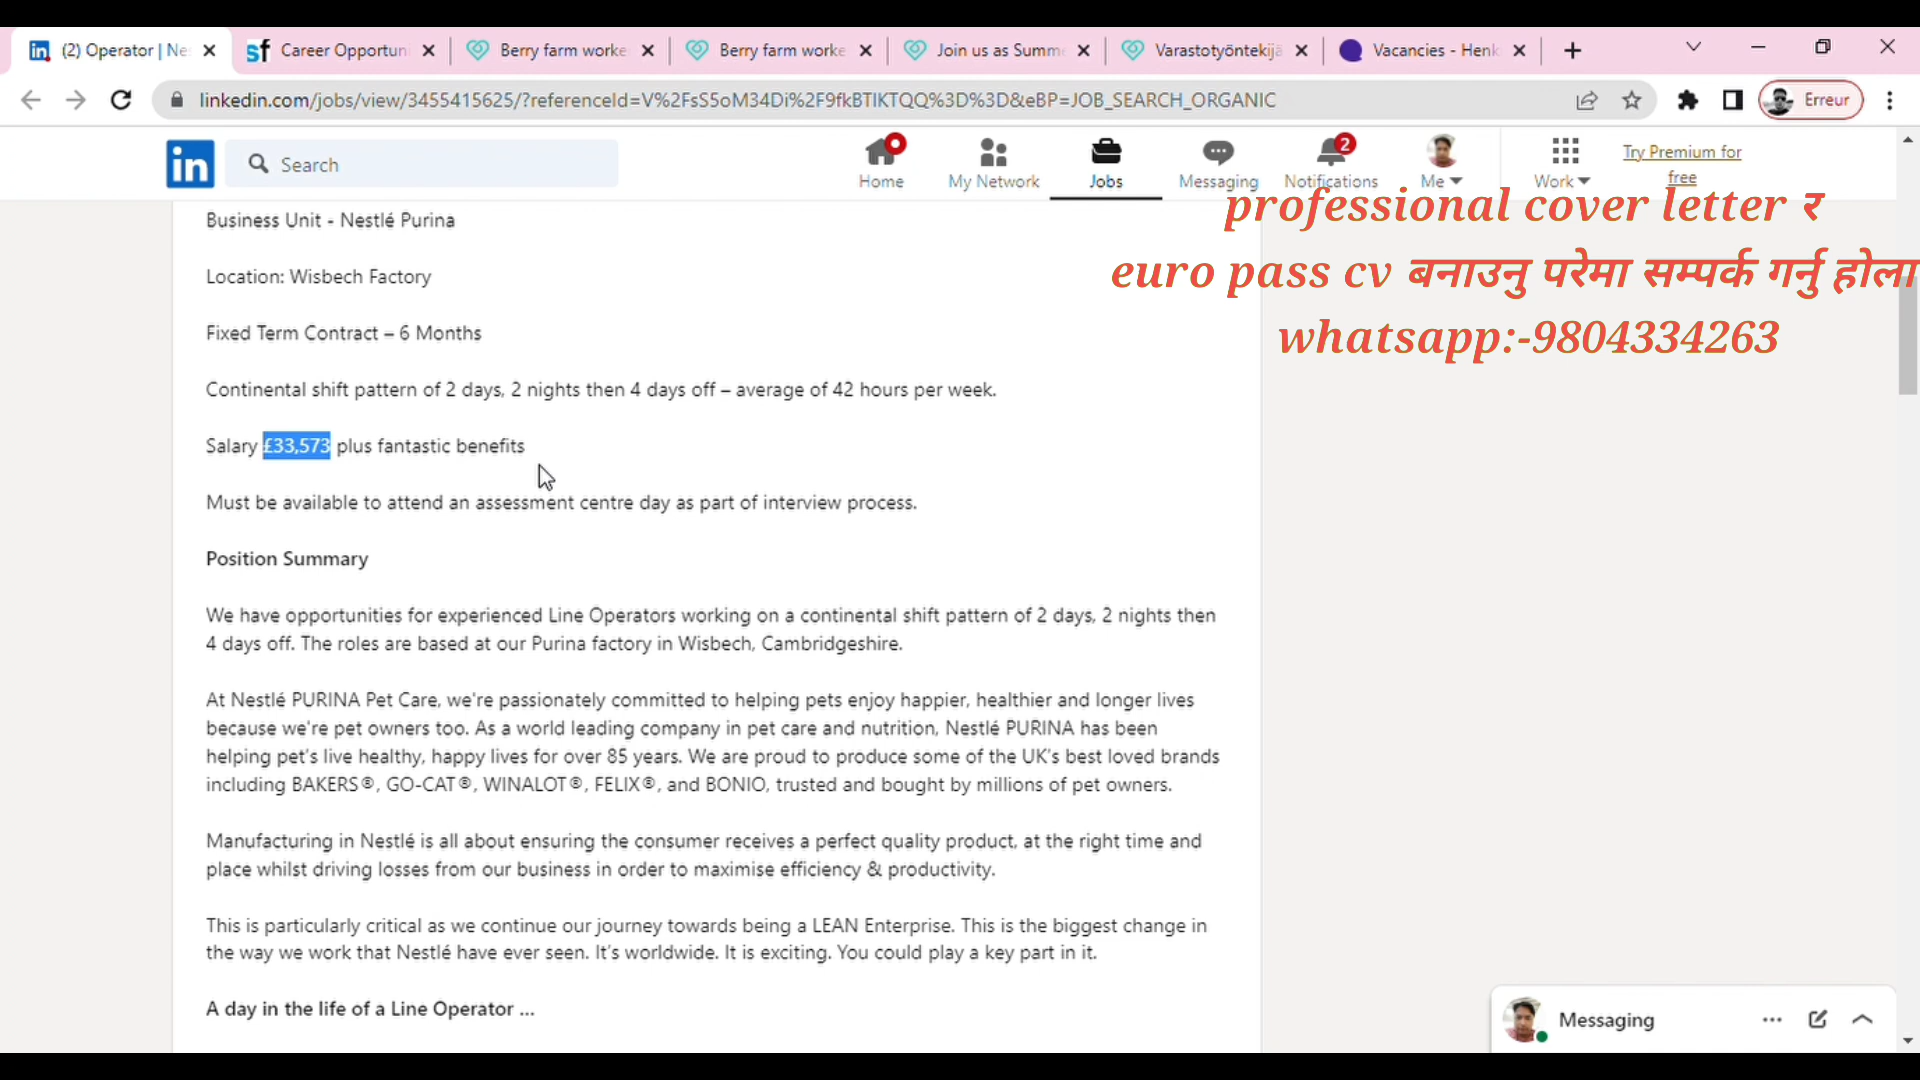 (2) Operator | Ne
Career Opportun
Berry farm worke
Berry farm worke
Join us as Summ
Varastotyöntekijä
Vacancies - Henk
linkedin.com/jobs/view/3455415625/?referenceId=V%2FsS5oM34Di%2F9fkBTIKTQQ%3D%3D&eBP=JOB_SEARCH_ORGANIC
Erreur
in
Search
Home
My Network
Jobs
Messaging
2
Notifications
Me
Work
Try Premium for
free
professional cover letter र
euro pass cv बनाउनु परेमा सम्पर्क गर्नु होला
whatsapp:-9804334263
Business Unit - Nestlé Purina
Location: Wisbech Factory
Fixed Term Contract – 6 Months
Continental shift pattern of 2 days, 2 nights then 4 days off – average of 42 hours per week.
Salary £33,573 plus fantastic benefits
Must be available to attend an assessment centre day as part of interview process.
Position Summary
We have opportunities for experienced Line Operators working on a continental shift pattern of 2 days, 2 nights then
4 days off. The roles are based at our Purina factory in Wisbech, Cambridgeshire.
At Nestlé PURINA Pet Care, we're passionately committed to helping pets enjoy happier, healthier and longer lives
because we're pet owners too. As a world leading company in pet care and nutrition, Nestlé PURINA has been
helping pet's live healthy, happy lives for over 85 years. We are proud to produce some of the UK's best loved brands
including BAKERS®, GO-CAT®, WINALOT®, FELIX®, and BONIO, trusted and bought by millions of pet owners.
Manufacturing in Nestlé is all about ensuring the consumer receives a perfect quality product, at the right time and
place whilst driving losses from our business in order to maximise efficiency & productivity.
This is particularly critical as we continue our journey towards being a LEAN Enterprise. This is the biggest change in
the way we work that Nestlé have ever seen. It's worldwide. It is exciting. You could play a key part in it.
A day in the life of a Line Operator ...
Messaging